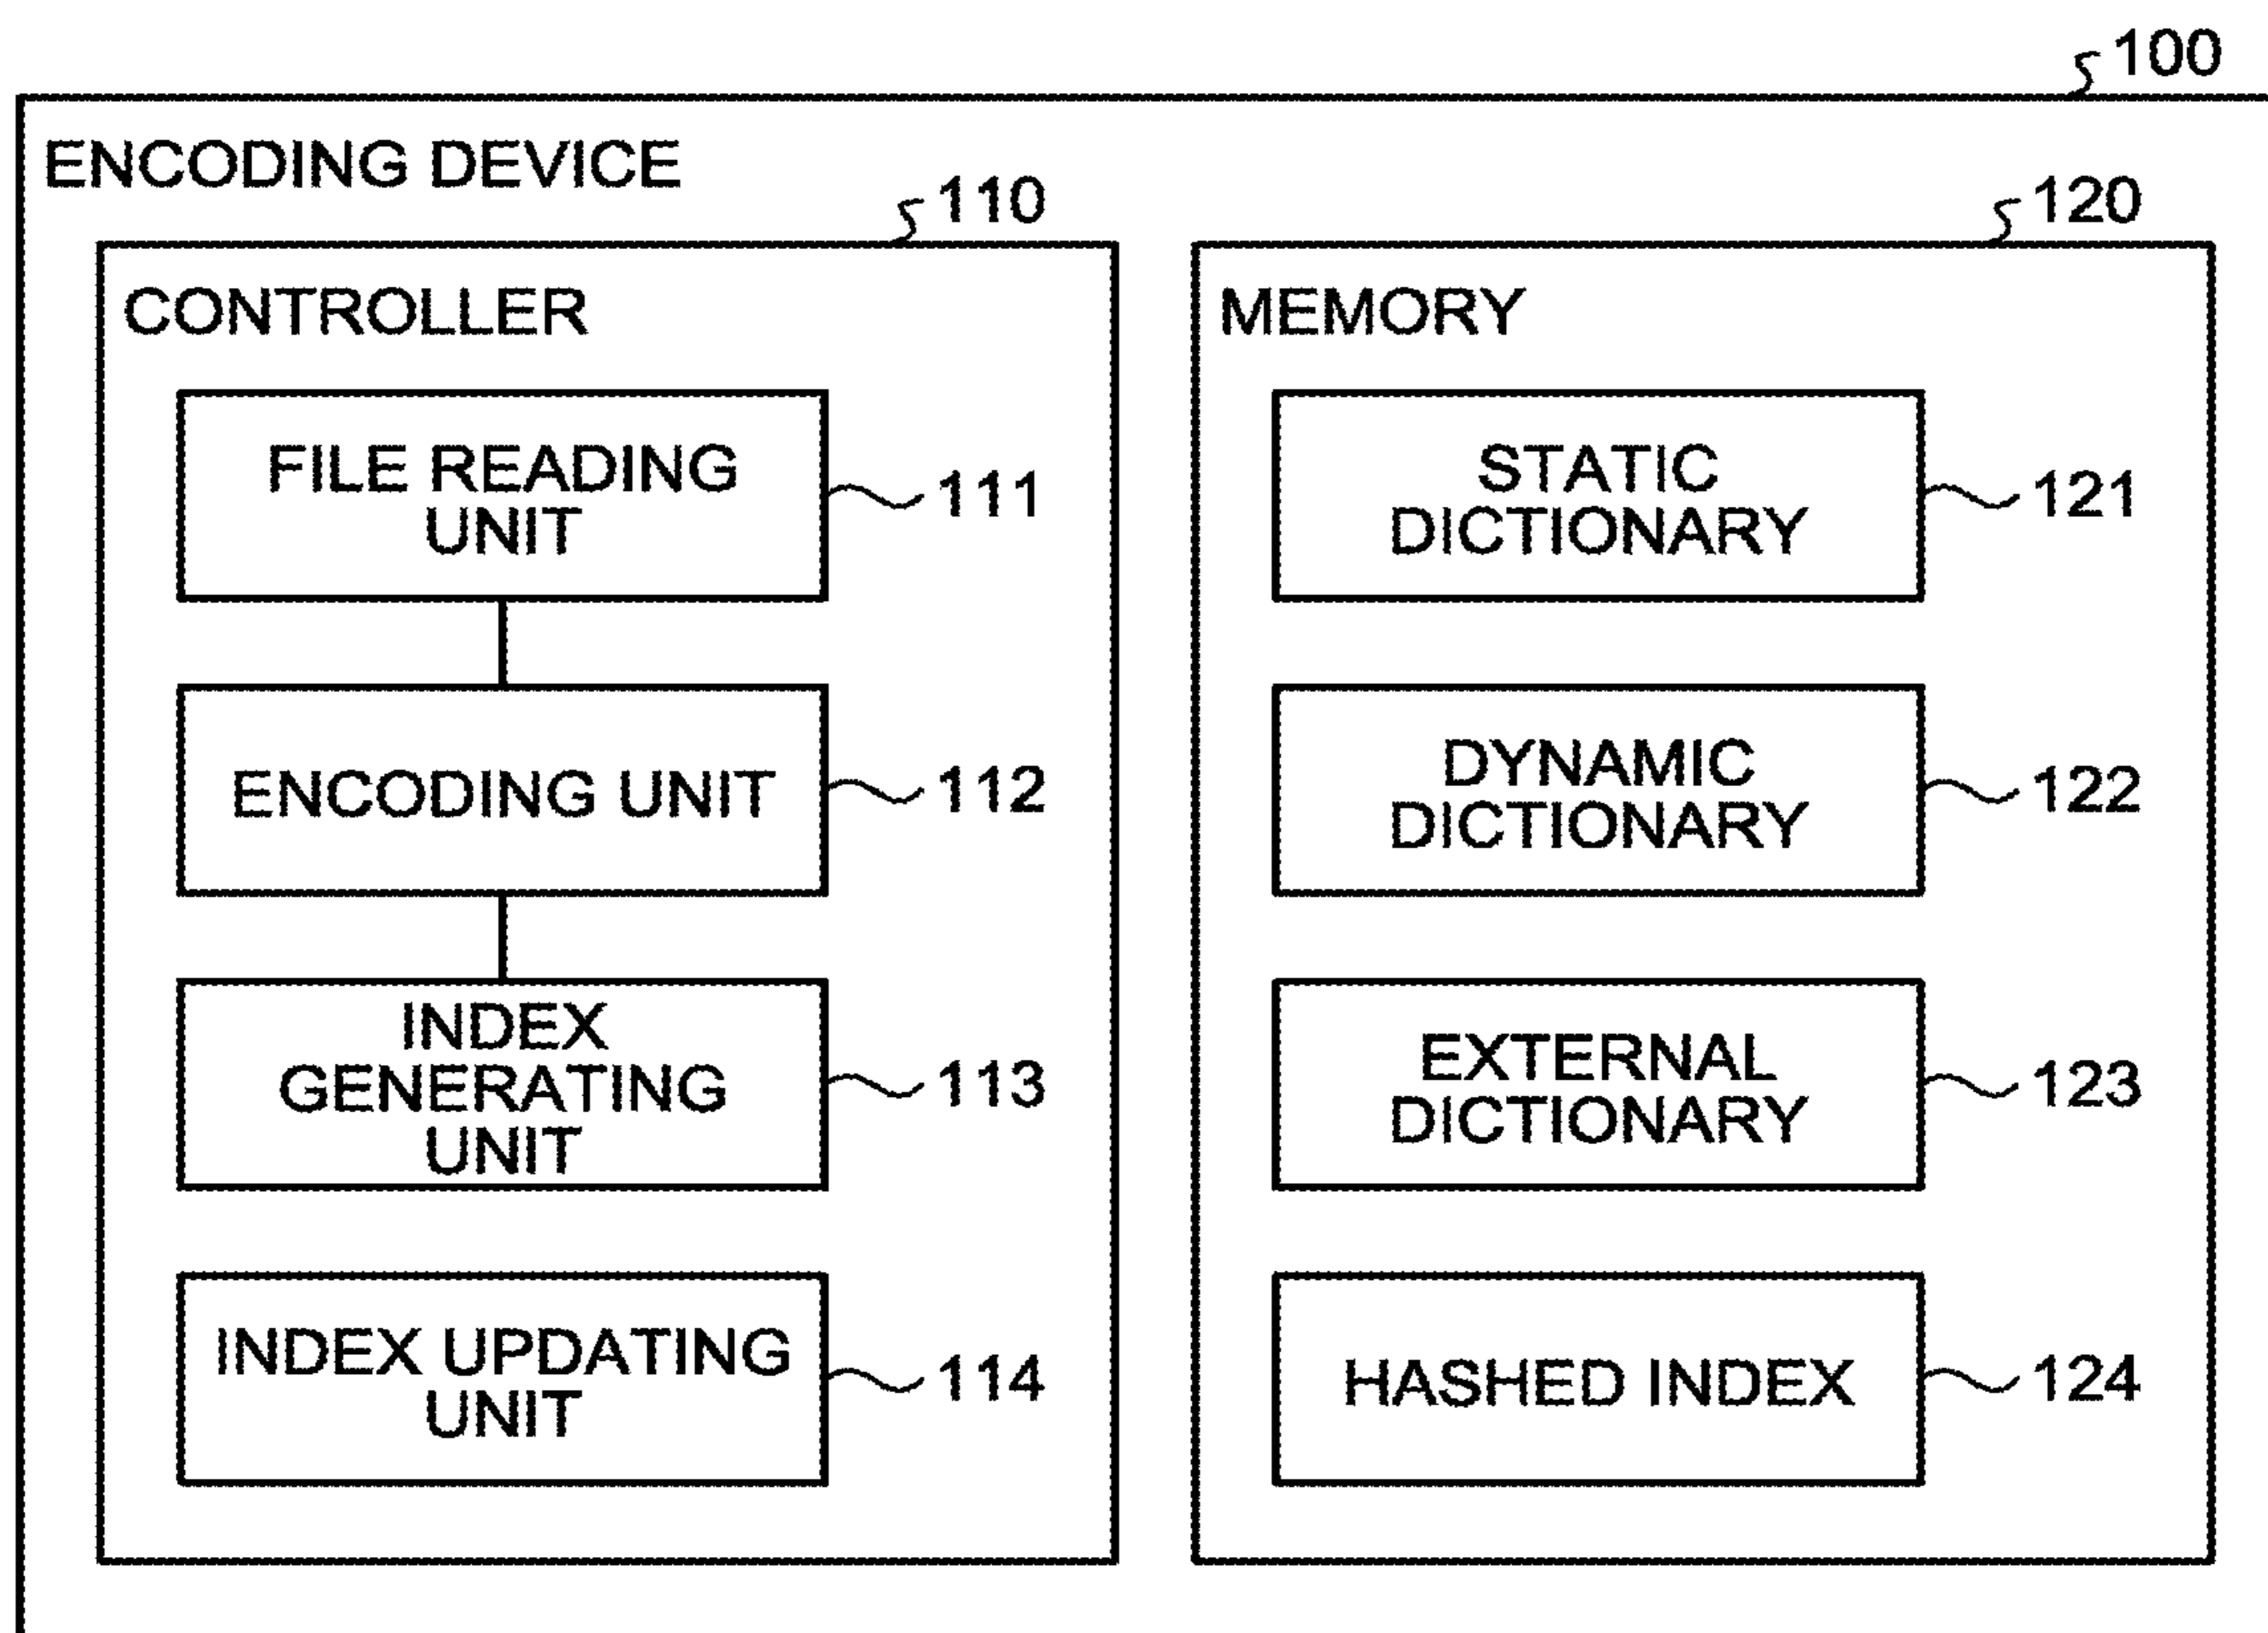 100
ENCODING DEVICE
110
CONTROLLER
FILE READING
UNIT
111
ENCODING UNIT
112
INDEX
GENERATING
UNIT
113
INDEX UPDATING
UNIT
114
120
MEMORY
STATIC
DICTIONARY
121
DYNAMIC
DICTIONARY
122
EXTERNAL
DICTIONARY
123
HASHED INDEX
124